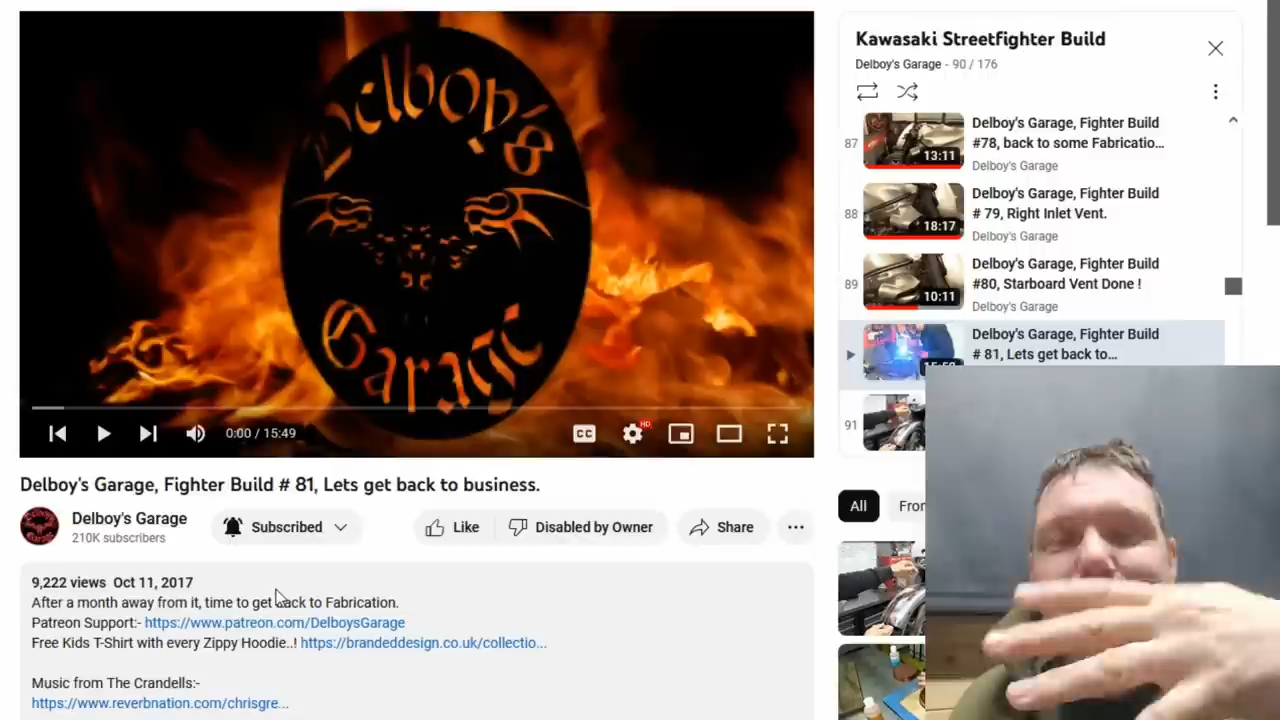 Delboy's
Garage
0:00 / 15:49
CC
HD
Delboy's Garage, Fighter Build # 81, Lets get back to business.
Delboy's Garage
210K subscribers
Subscribed
Like
Disabled by Owner
Share
9,222 views Oct 11, 2017
After a month away from it, time to get back to Fabrication.
Patreon Support:- https://www.patreon.com/DelboysGarage
Free Kids T-Shirt with every Zippy Hoodie..! https://brandeddesign.co.uk/collectio...
Music from The Crandells:-
https://www.reverbnation.com/chrisgre...
Kawasaki Streetfighter Build
Delboy's Garage - 90 / 176
87
13:11
Delboy's Garage, Fighter Build
#78, back to some Fabricatio...
Delboy's Garage
88
18:17
Delboy's Garage, Fighter Build
# 79, Right Inlet Vent.
Delboy's Garage
89
10:11
Delboy's Garage, Fighter Build
#80, Starboard Vent Done !
Delboy's Garage
Delboy's Garage, Fighter Build
# 81, Lets get back to...
91
All